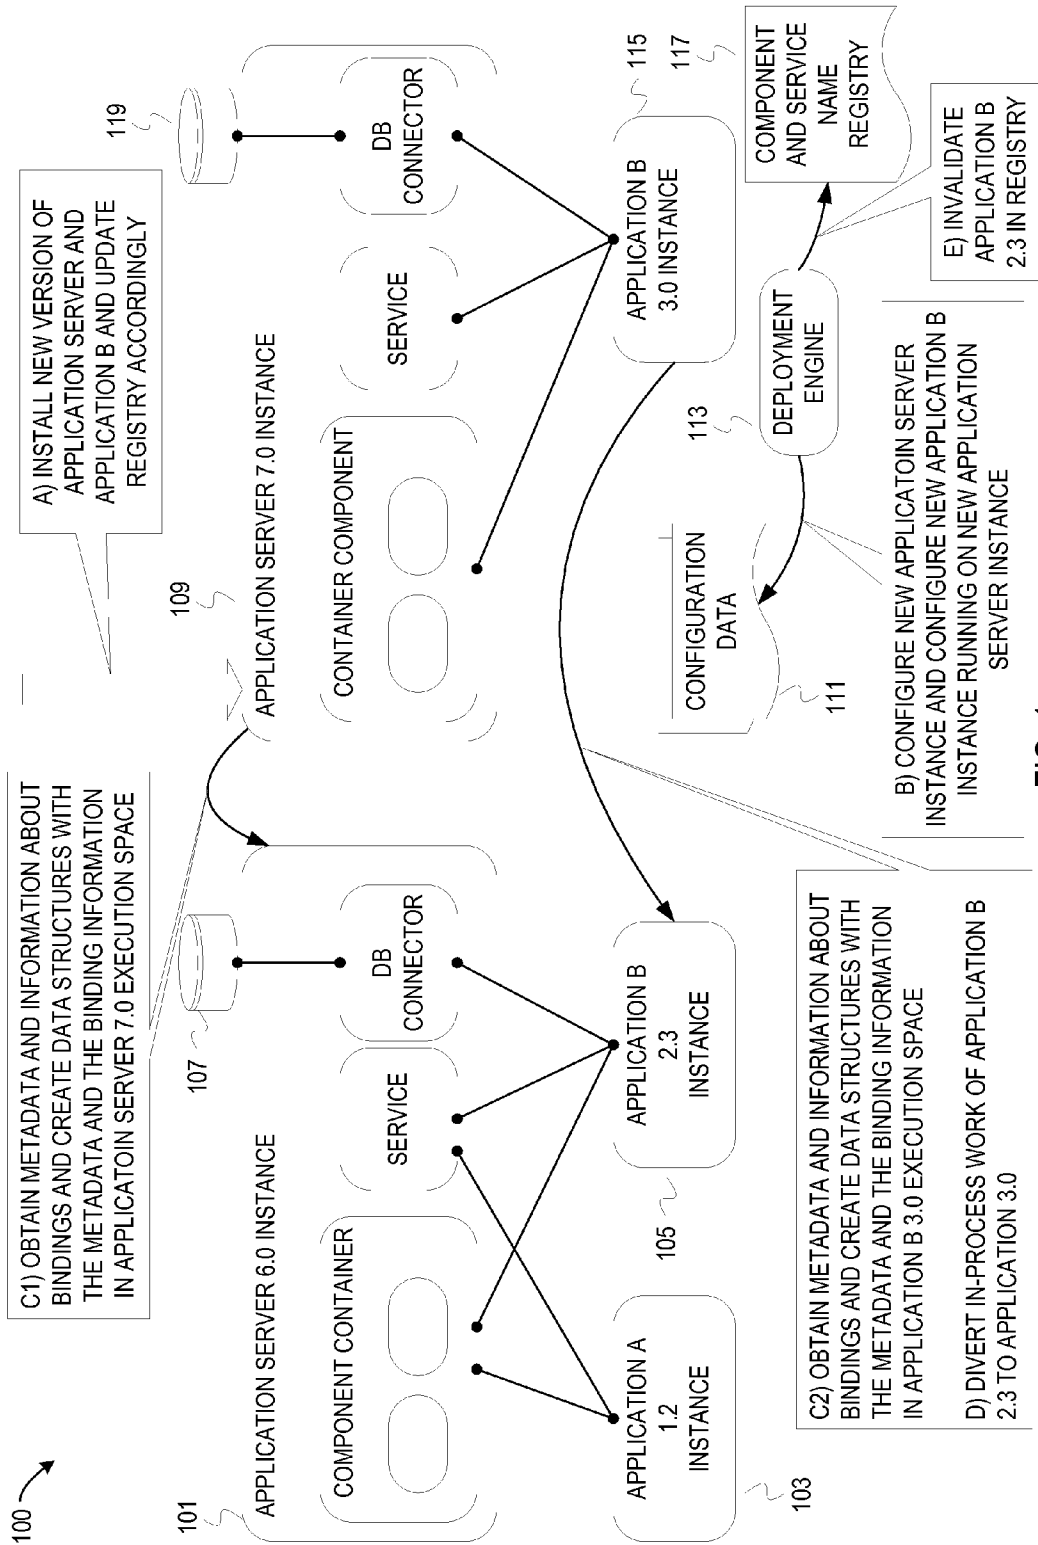 100
C1) OBTAIN METADATA AND INFORMATION ABOUT
BINDINGS AND CREATE DATA STRUCTURES WITH
THE METADATA AND THE BINDING INFORMATION
IN APPLICATOIN SERVER 7.0 EXECUTION SPACE
A) INSTALL NEW VERSION OF
APPLICATION SERVER AND
APPLICATION B AND UPDATE
REGISTRY ACCORDINGLY
101
107
109
119
APPLICATION SERVER 6.0 INSTANCE
COMPONENT CONTAINER
SERVICE
DB
CONNECTOR
APPLICATION SERVER 7.0 INSTANCE
CONTAINER COMPONENT
SERVICE
DB
CONNECTOR
APPLICATION A
1.2
INSTANCE
103
APPLICATION B
2.3
INSTANCE
105
APPLICATION B
3.0 INSTANCE
115
CONFIGURATION
DATA
111
113
DEPLOYMENT
ENGINE
117
COMPONENT
AND SERVICE
NAME
REGISTRY
C2) OBTAIN METADATA AND INFORMATION ABOUT
BINDINGS AND CREATE DATA STRUCTURES WITH
THE METADATA AND THE BINDING INFORMATION
IN APPLICATION B 3.0 EXECUTION SPACE
D) DIVERT IN-PROCESS WORK OF APPLICATION B
2.3 TO APPLICATION 3.0
B) CONFIGURE NEW APPLICATOIN SERVER
INSTANCE AND CONFIGURE NEW APPLICATION B
INSTANCE RUNNING ON NEW APPLICATION
SERVER INSTANCE
E) INVALIDATE
APPLICATION B
2.3 IN REGISTRY